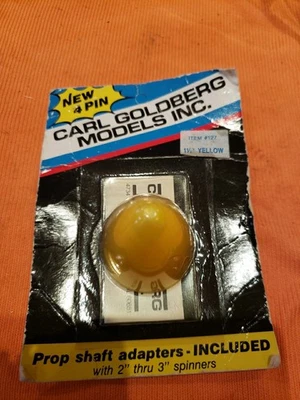 NEW
4 PIN
CARL GOLDBERG
MODELS INC.
YELLOW
Prop shaft adapters - INCLUDED
with 2" thru 3" spinners